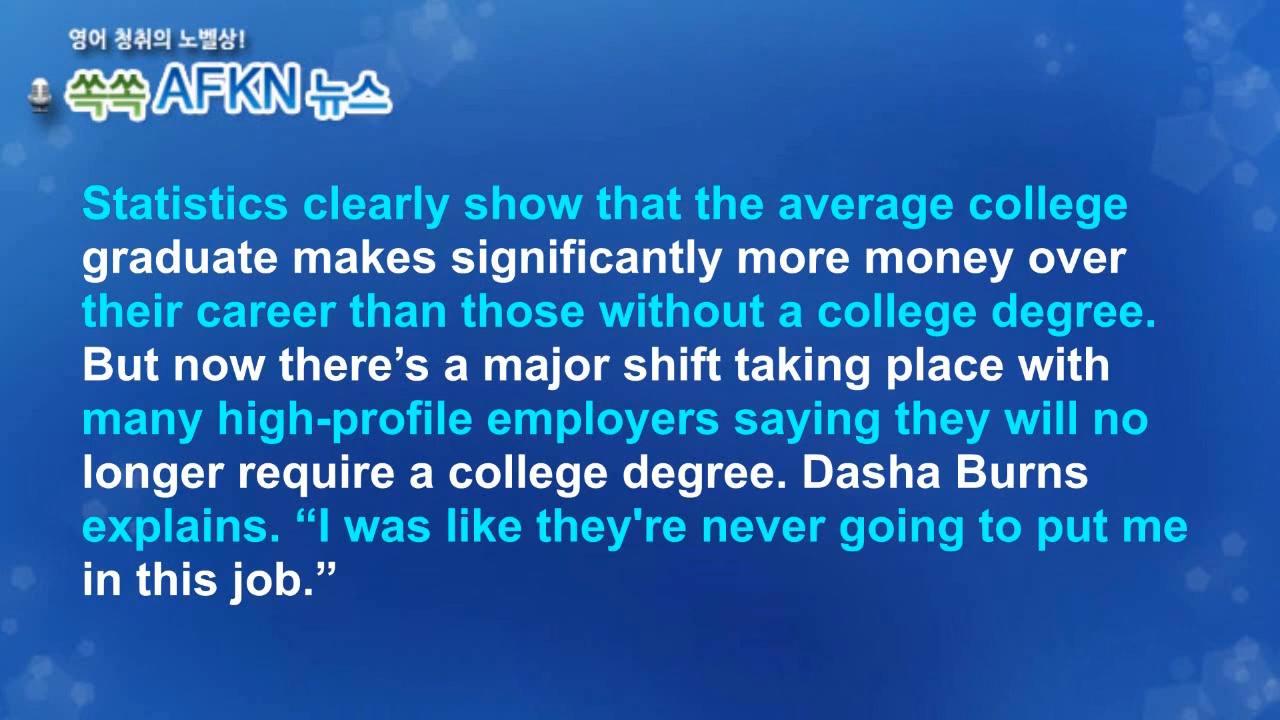 영어 청취의 노벨상!
쏙쏙 AFKN 뉴스
Statistics clearly show that the average college
graduate makes significantly more money over
their career than those without a college degree.
But now there’s a major shift taking place with
many high-profile employers saying they will no
longer require a college degree. Dasha Burns
explains. “I was like they're never going to put me
in this job.”